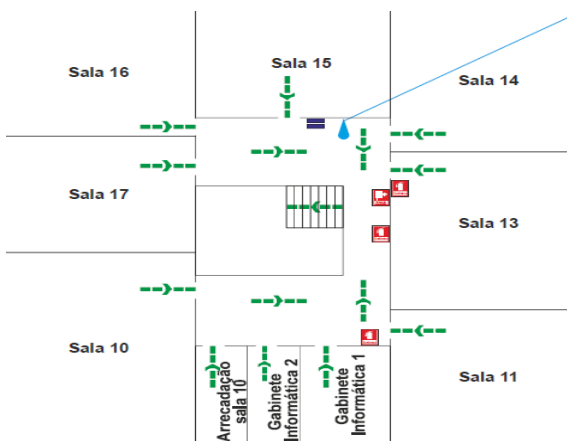 Sala 16
Sala 15
Sala 14
Sala 17
Sala 13
Sala 10
Sala 11
Arrecadação
sala 10
Gabinete
Informática 2
Gabinete
Informática 1